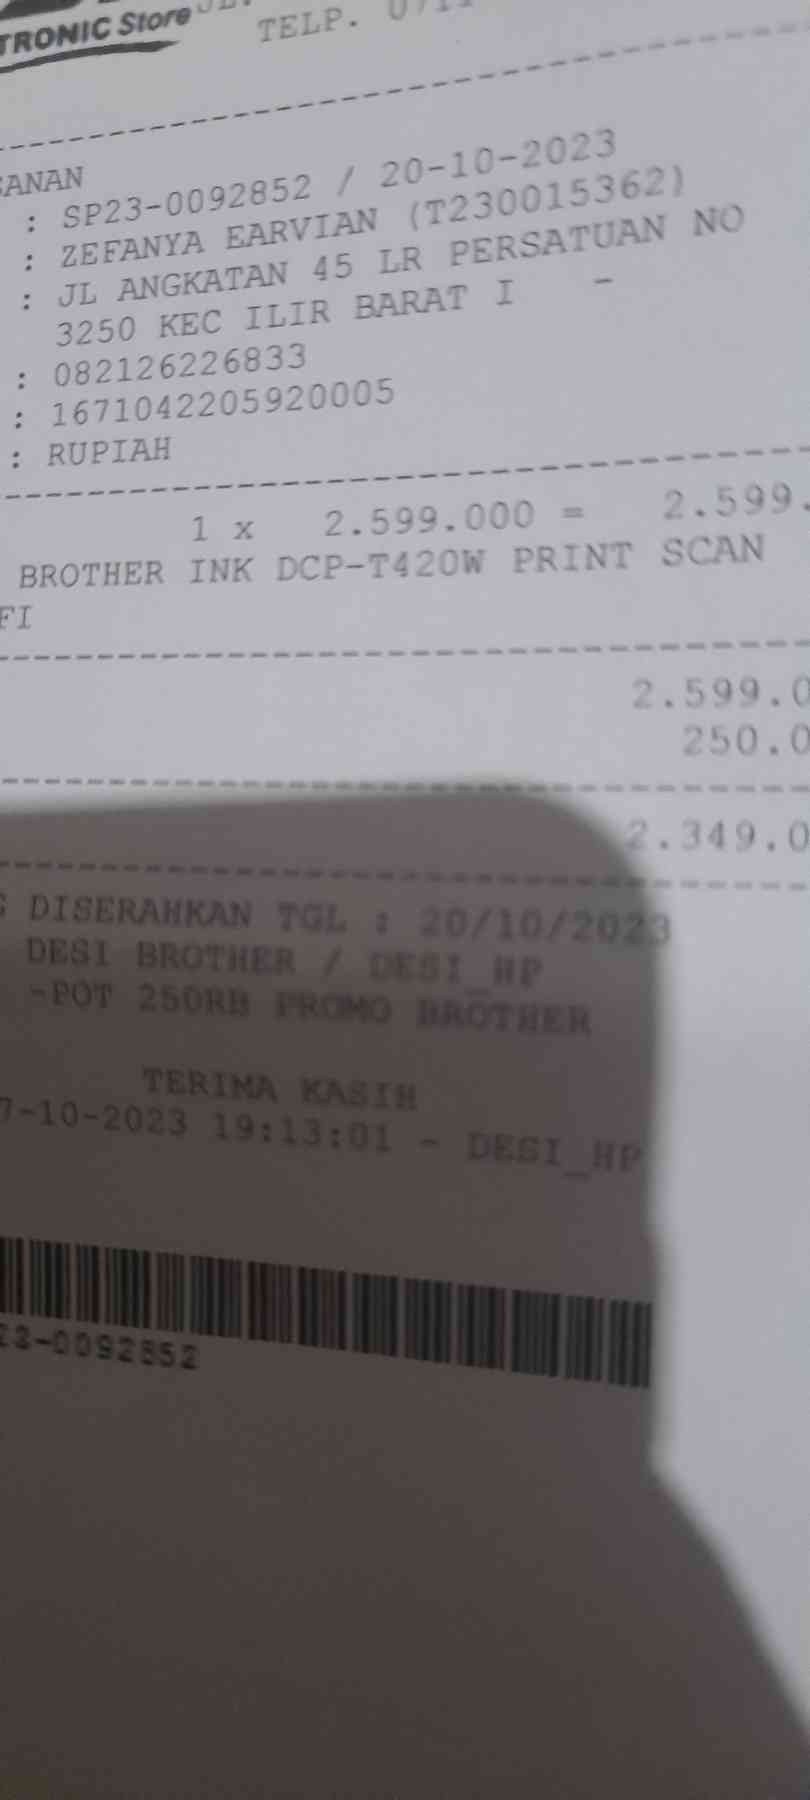 TRONIC Store
TELP. 0711
SANAN
: SP23-0092852 / 20-10-2023
: ZEFANYA EARVIAN (T230015362)
: JL ANGKATAN 45 LR PERSATUAN NO
3250 KEC ILIR BARAT I -
: 082126226833
: 1671042205920005
: RUPIAH
1 x 2.599.000 = 2.599.
BROTHER INK DCP-T420W PRINT SCAN
FI
2.599.0
250.0
2.349.0
G DISERAHKAN TGL : 20/10/2023
DESI BROTHER / DESI_HP
-POT 250RB PROMO BROTHER
TERIMA KASIH
7-10-2023 19:13:01 - DESI_HP
23-0092852